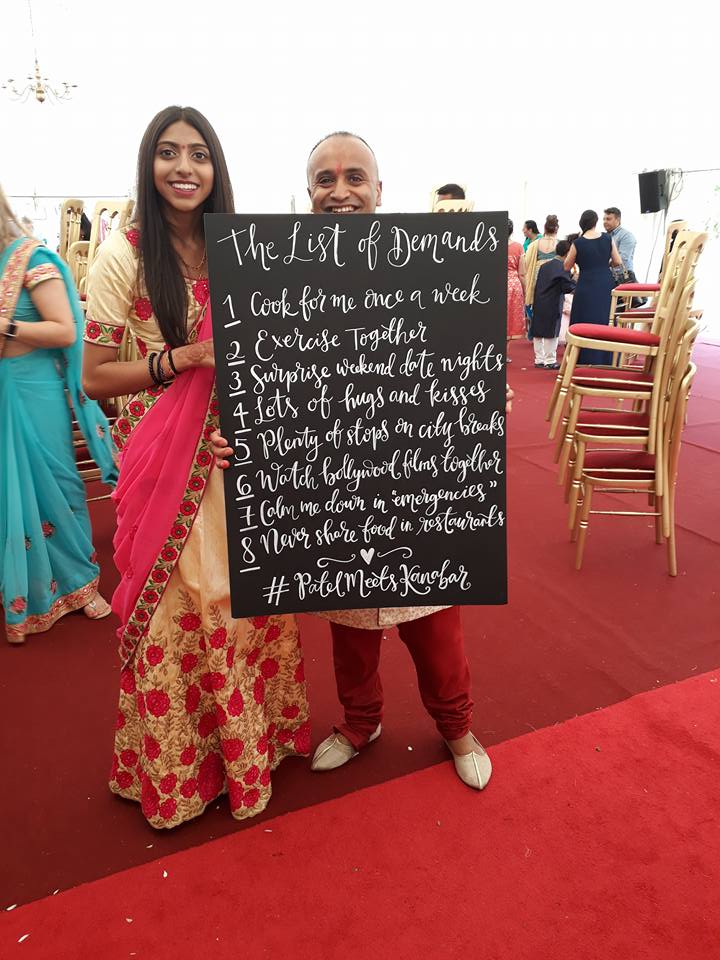 The List of Demands
1 Cook for me once a week
2 Exercise Together
3 Surprise weekend date nights
4 Lots of hugs and kisses
5 Plenty of stops on city breaks
6 Watch bollywood films together
7 Calm me down in "emergencies"
8 Never share food in restaurants
# PatelMeetsKanabar